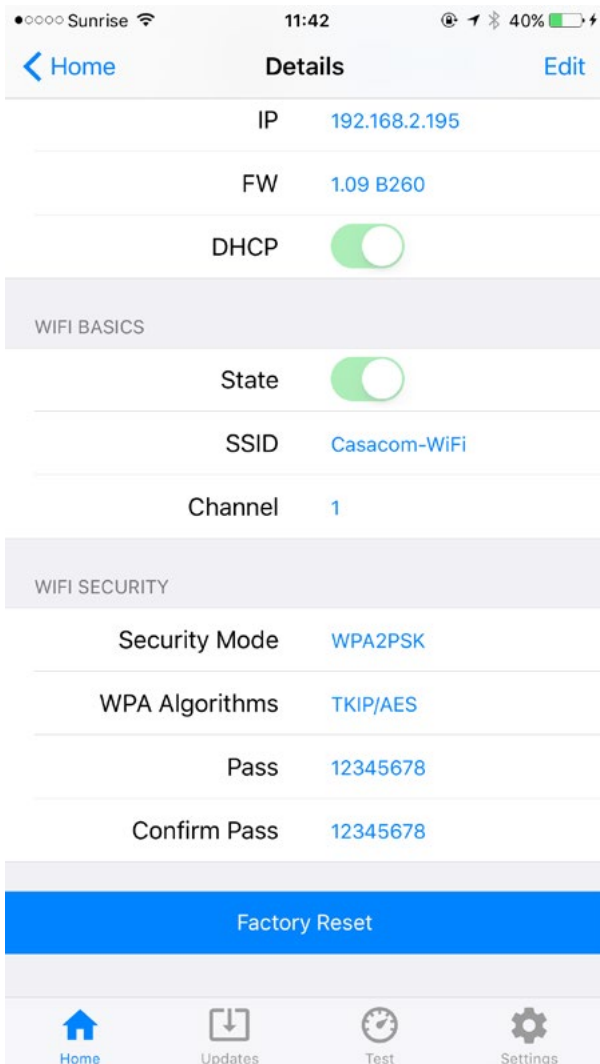 Sunrise 11:42 40%
Home Details Edit
IP 192.168.2.195
FW 1.09 B260
DHCP
WIFI BASICS
State
SSID Casacom-WiFi
Channel 1
WIFI SECURITY
Security Mode WPA2PSK
WPA Algorithms TKIP/AES
Pass 12345678
Confirm Pass 12345678
Factory Reset
Home Updates Test Settings